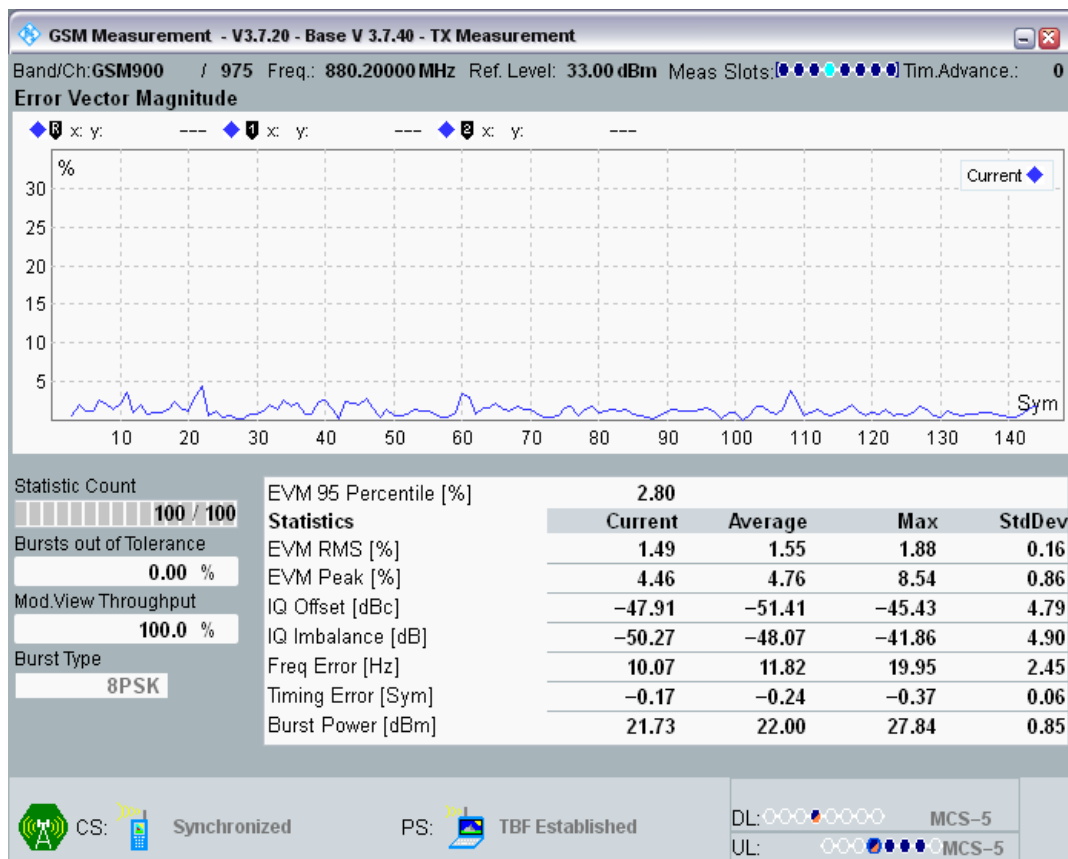 GSM Measurement - V3.7.20 - Base V 3.7.40 - TX Measurement
Band/Ch:GSM900 / 975 Freq.: 880.20000 MHz Ref. Level: 33.00 dBm Meas Slots: Tim.Advance.: 0
Error Vector Magnitude
R x: y: --- 1 x: y: --- 2 x: y: ---
%
Current
30
25
20
15
10
5
Sym
10 20 30 40 50 60 70 80 90 100 110 120 130 140
Statistic Count
100 / 100
Bursts out of Tolerance
0.00 %
Mod.View Throughput
100.0 %
Burst Type
8PSK
EVM 95 Percentile [%] 2.80
Statistics Current Average Max StdDev
EVM RMS [%] 1.49 1.55 1.88 0.16
EVM Peak [%] 4.46 4.76 8.54 0.86
IQ Offset [dBc] −47.91 −51.41 −45.43 4.79
IQ Imbalance [dB] −50.27 −48.07 −41.86 4.90
Freq Error [Hz] 10.07 11.82 19.95 2.45
Timing Error [Sym] −0.17 −0.24 −0.37 0.06
Burst Power [dBm] 21.73 22.00 27.84 0.85
CS: Synchronized PS: TBF Established
DL: MCS−5
UL: MCS−5